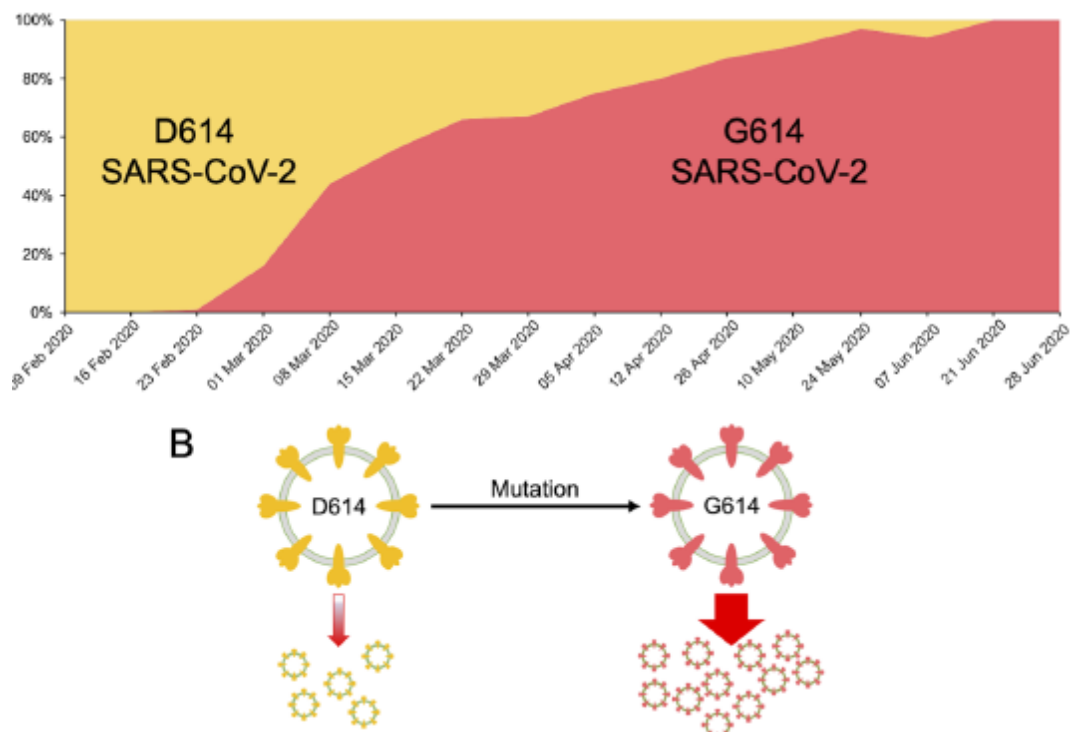 100%
80%
60%
40%
20%
0%
D614
SARS-CoV-2
G614
SARS-CoV-2
09 Feb 2020
16 Feb 2020
23 Feb 2020
01 Mar 2020
08 Mar 2020
15 Mar 2020
22 Mar 2020
29 Mar 2020
05 Apr 2020
12 Apr 2020
26 Apr 2020
10 May 2020
24 May 2020
07 Jun 2020
21 Jun 2020
28 Jun 2020
B
D614
Mutation
G614